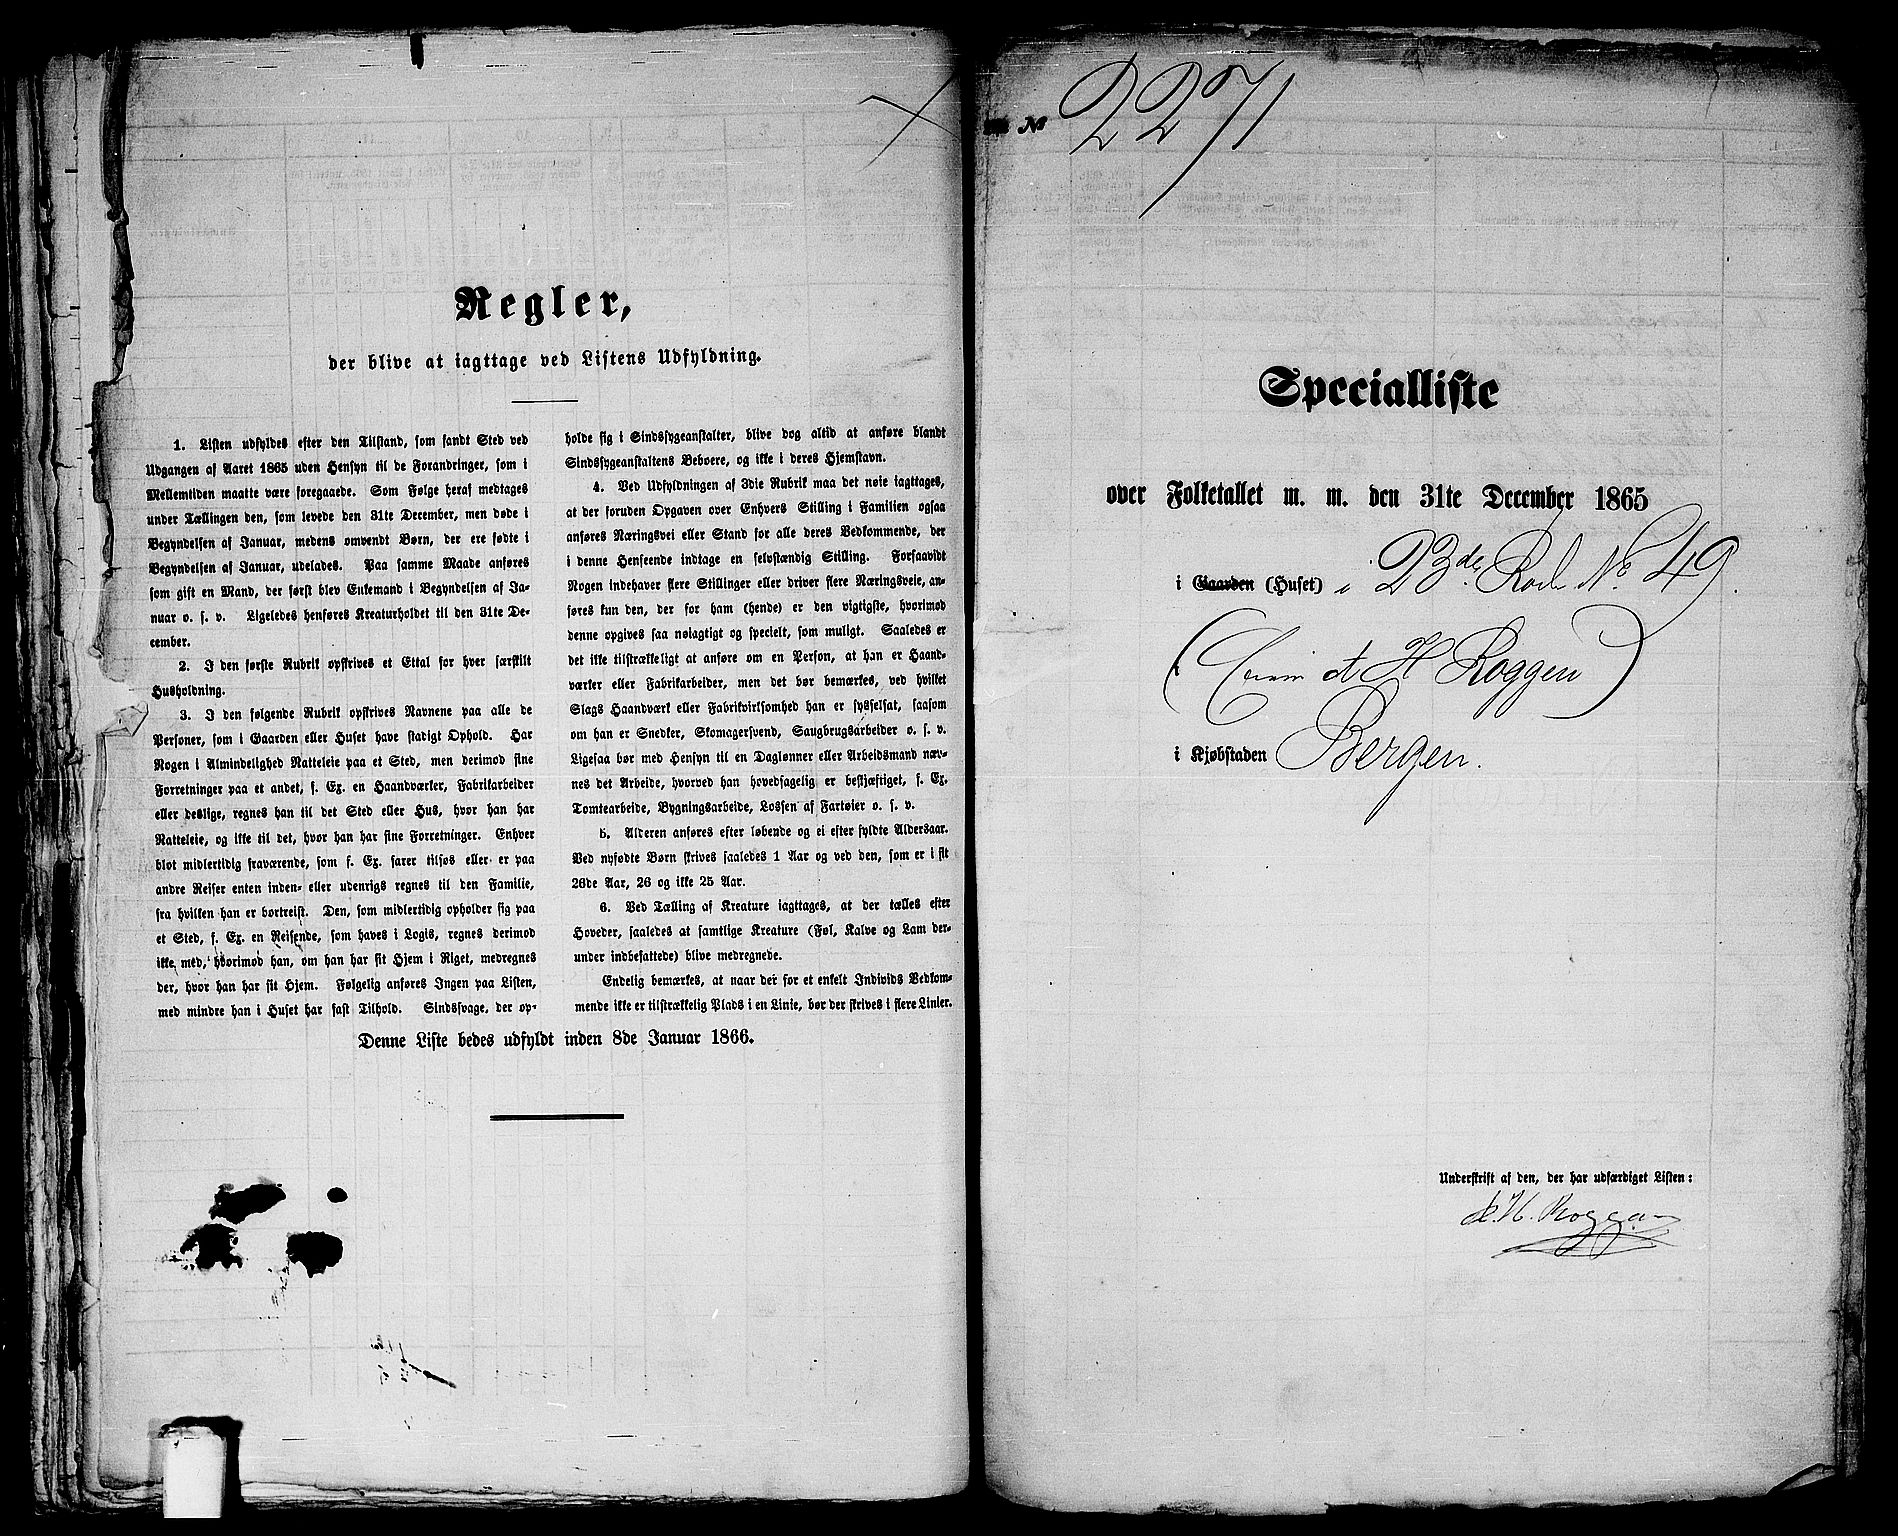 Regler,
der blive at iagttage ved Listens Udfyldning.
1. Listen udfyldes efter den Tilstand, som fandt Sted ved
Udgangen af Aaret 1865 uden Hensyn til de Forandringer, som i
Mellemtiden maatte være foregaaede. Som Følge heraf medtages
under Tællingen den, som levede den 31te December, men døde i
Begyndelsen af Januar, medens omvendt Børn, der ere fødte i
Begyndelsen af Januar, udelades. Paa samme Maade anføres
som gift en Mand, der først blev Enkemand i Begyndelsen af Ja-
nuar o. s. v. Ligeledes henføres Kreaturholdet til den 31te De-
cember.
2. I den første Rubrik opskrives et Ettal for hver særskilt
Husholdning.
3. I den følgende Rubrik opskrives Navnene paa alle de
Personer, som i Gaarden eller Huset have stadigt Ophold. Har
Nogen i Almindelighed Natteleie paa et Sted, men derimod sine
Forretninger paa et andet, f. Ex. en Haandværker, Fabrikarbeider
eller deslige, regnes han til det Sted eller Hus, hvor han har
Natteleie, og ikke til det, hvor han har sine Forretninger. Enhver
blot midlertidig fraværende, som f. Ex. farer tilsøs eller er paa
andre Reiser enten inden- eller udenrigs regnes til den Familie,
fra hvilken han er bortreist. Den, som midlertidig opholder sig paa
et Sted, f. Ex. en Reisende, som haves i Logis, regnes derimod
ikke med, hvorimod han, om han har sit Hjem i Riget, medregnes
der, hvor han har sit Hjem. Følgelig anføres Ingen paa Listen,
med mindre han i Huset har fast Tilhold. Sindssvage, der op-
holde sig i Sindssygeanstalter, blive dog altid at anføre blandt
Sindssygeanstaltens Beboere, og ikke i deres Hjemstavn.
4. Ved Udfyldningen af 3die Rubrik maa det nøie iagttages,
at der foruden Opgaven over Enhvers Stilling i Familien ogsaa
anføres Næringsvei eller Stand for alle deres Vedkommende, der
i denne Henseende indtage en selvstændig Stilling. Forsaavidt
Nogen indehaver flere Stillinger eller driver flere Næringsveie, an-
føres kun den, der for ham (hende) er den vigtigste, hvorimod
denne opgives saa nøiagtigt og specielt, som muligt. Saaledes er
det ikke tilstrækkeligt at anføre om en Person, at han er Haand-
værker eller Fabrikarbeider, men det bør bemærkes, ved hvilket
Slags Haandværk eller Fabrikvirksomhed han er sysselsat, saasom
om han er Snedker, Skomagersvend, Saugbrugsarbeider o. s. v.
Ligesaa bør med Hensyn til en Daglønner eller Arbeidsmand næv-
nes det Arbeide, hvorved han hovedsagelig er beskjæftiget, f. Ex.
Tomtearbeide, Bygningsarbeide, Lossen af Fartøier o. s. v.
5. Alderen anføres efter løbende og ei efter fyldte Aldersaar.
Ved nyfødte Børn skrives saaledes 1 Aar og ved den, som er i sit
26de Aar, 26 og ikke 25 Aar.
6. Ved Tælling af Kreature iagttages, at der tælles efter
Hoveder, saaledes at samtlige Kreature (Føl, Kalve og Lam der-
under indbefattede) blive medregnede.
Endelig bemærkes, at naar der for et enkelt Individs Vedkom-
mende ikke er tilstrækkelig Plads i en Linie, bør der skrives i flere Linier.
Denne Liste bedes udfyldt inden 8de Januar 1866.
№ 2271
Specialliste
over Folketallet m. m. den 31te December 1865
i Gaarden (Huset) i 23de Rode No 49.
H Roggen)
i Kjøbstaden Bergen.
Underskrift af den, der har udfærdiget Listen:
H. Roggen